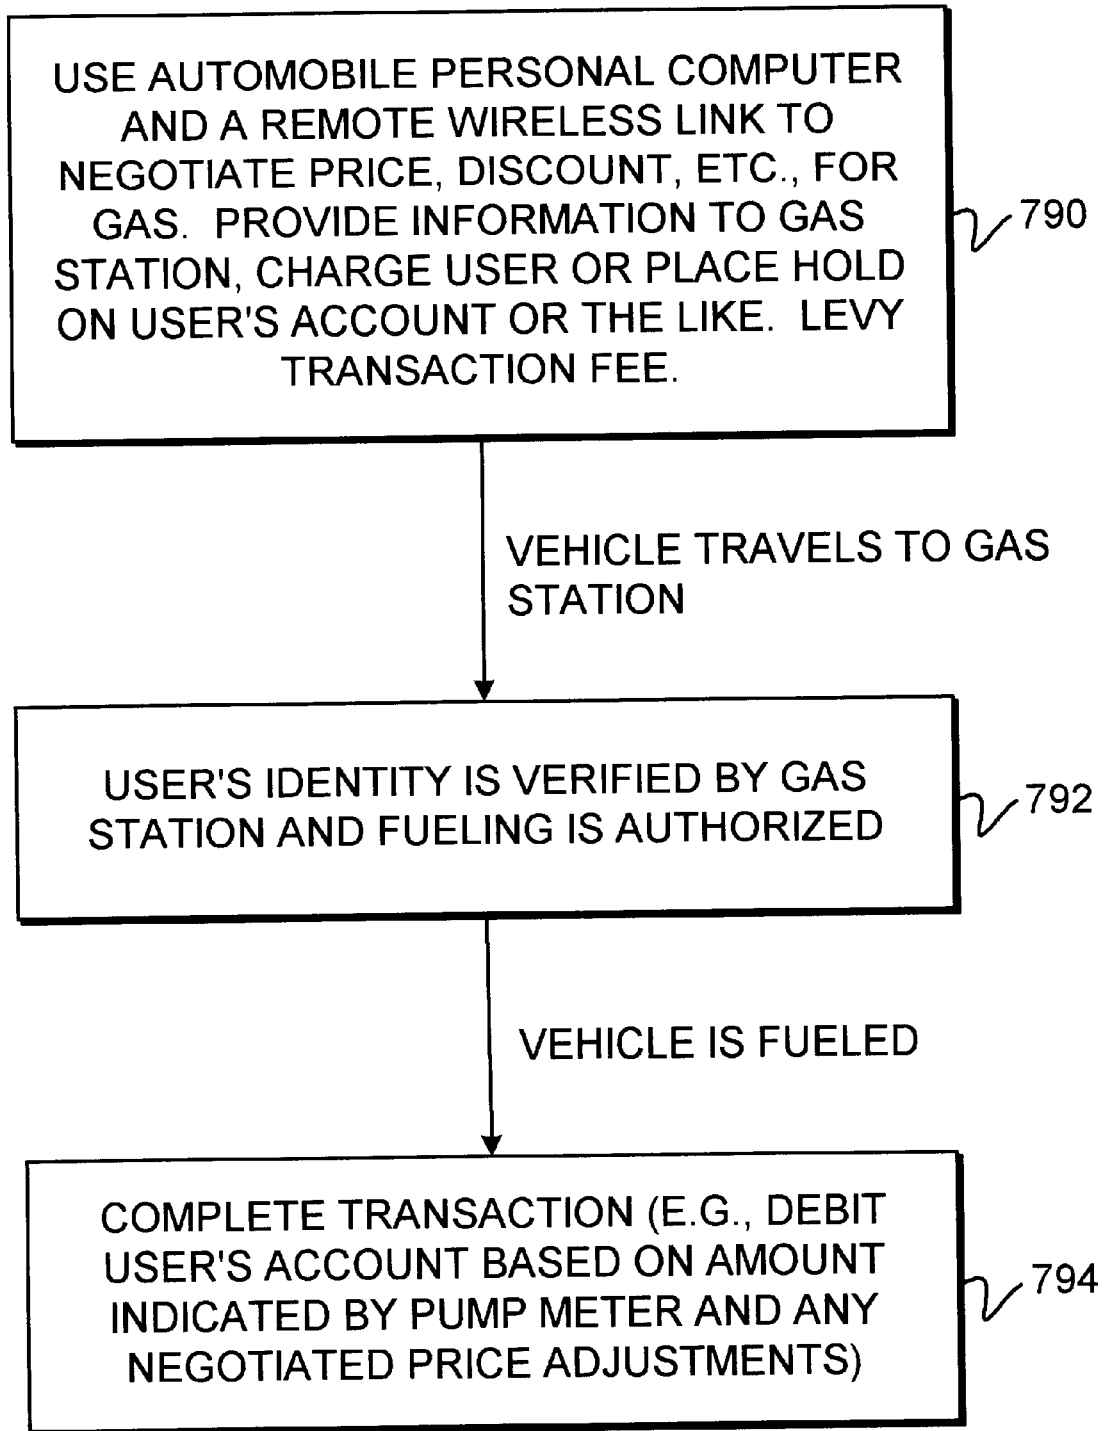 USE AUTOMOBILE PERSONAL COMPUTER
AND A REMOTE WIRELESS LINK TO
NEGOTIATE PRICE, DISCOUNT, ETC., FOR
GAS. PROVIDE INFORMATION TO GAS
STATION, CHARGE USER OR PLACE HOLD
ON USER'S ACCOUNT OR THE LIKE. LEVY
TRANSACTION FEE.
790
VEHICLE TRAVELS TO GAS
STATION
USER'S IDENTITY IS VERIFIED BY GAS
STATION AND FUELING IS AUTHORIZED
792
VEHICLE IS FUELED
COMPLETE TRANSACTION (E.G., DEBIT
USER'S ACCOUNT BASED ON AMOUNT
INDICATED BY PUMP METER AND ANY
NEGOTIATED PRICE ADJUSTMENTS)
794